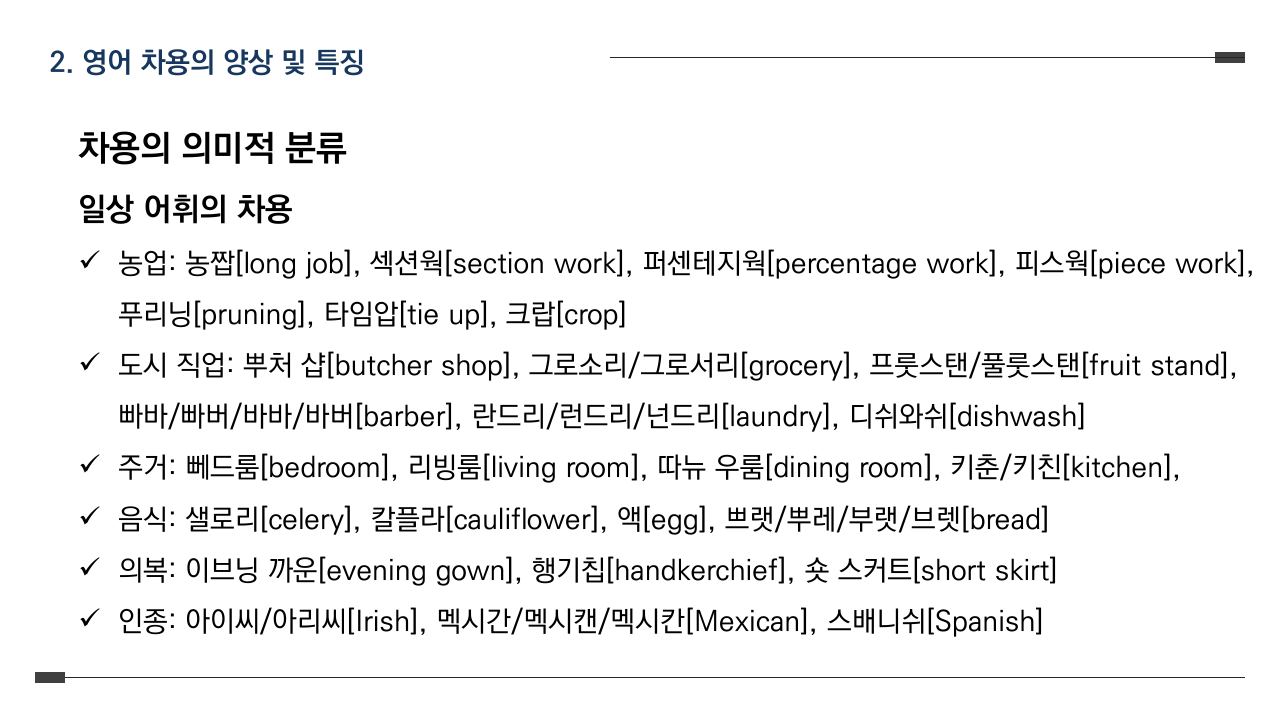 2. 영어 차용의 양상 및 특징
차용의 의미적 분류
일상 어휘의 차용
✓ 농업: 농짭[long job], 섹션웍[section work], 퍼센테지웍[percentage work], 피스웍[piece work],
푸리닝[pruning], 타임압[tie up], 크랍[crop]
✓ 도시 직업: 뿌처 샵[butcher shop], 그로소리/그로서리[grocery], 프룻스탠/풀룻스탠[fruit stand],
빠바/빠버/바바/바버[barber], 란드리/런드리/넌드리[laundry], 디쉬와쉬[dishwash]
✓ 주거: 뻬드룸[bedroom], 리빙룸[living room], 따뉴 우룸[dining room], 키춘/키친[kitchen],
✓ 음식: 샐로리[celery], 칼플라[cauliflower], 액[egg], 쁘랫/뿌레/부랫/브렛[bread]
✓ 의복: 이브닝 까운[evening gown], 행기칩[handkerchief], 숏 스커트[short skirt]
✓ 인종: 아이씨/아리씨[Irish], 멕시간/멕시캔/멕시칸[Mexican], 스배니쉬[Spanish]